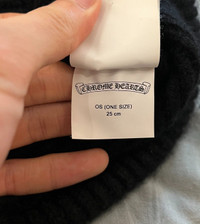 CHROME HEARTS
OS (ONE SIZE)
25 cm